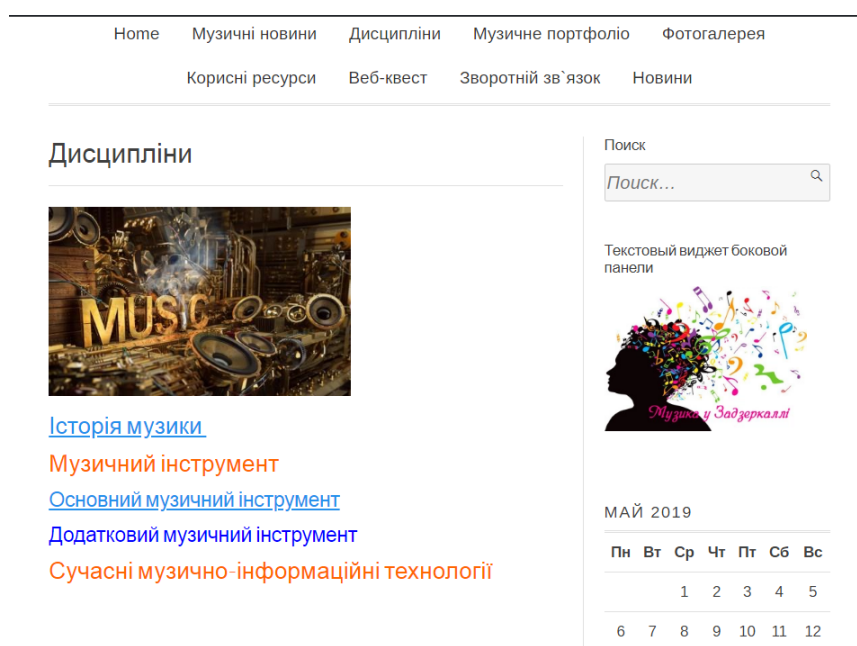 Home Музичні новини Дисципліни Музичне портфоліо Фотогалерея
Корисні ресурси Веб-квест Зворотній зв`язок Новини
Дисципліни
MUSIC
Історія музики
Музичний інструмент
Основний музичний інструмент
Додатковий музичний інструмент
Сучасні музично-інформаційні технології
Поиск
Поиск…
Текстовый виджет боковой
панели
Музика у Задзеркаллі
МАЙ 2019
Пн Вт Ср Чт Пт Сб Вс
1 2 3 4 5
6 7 8 9 10 11 12